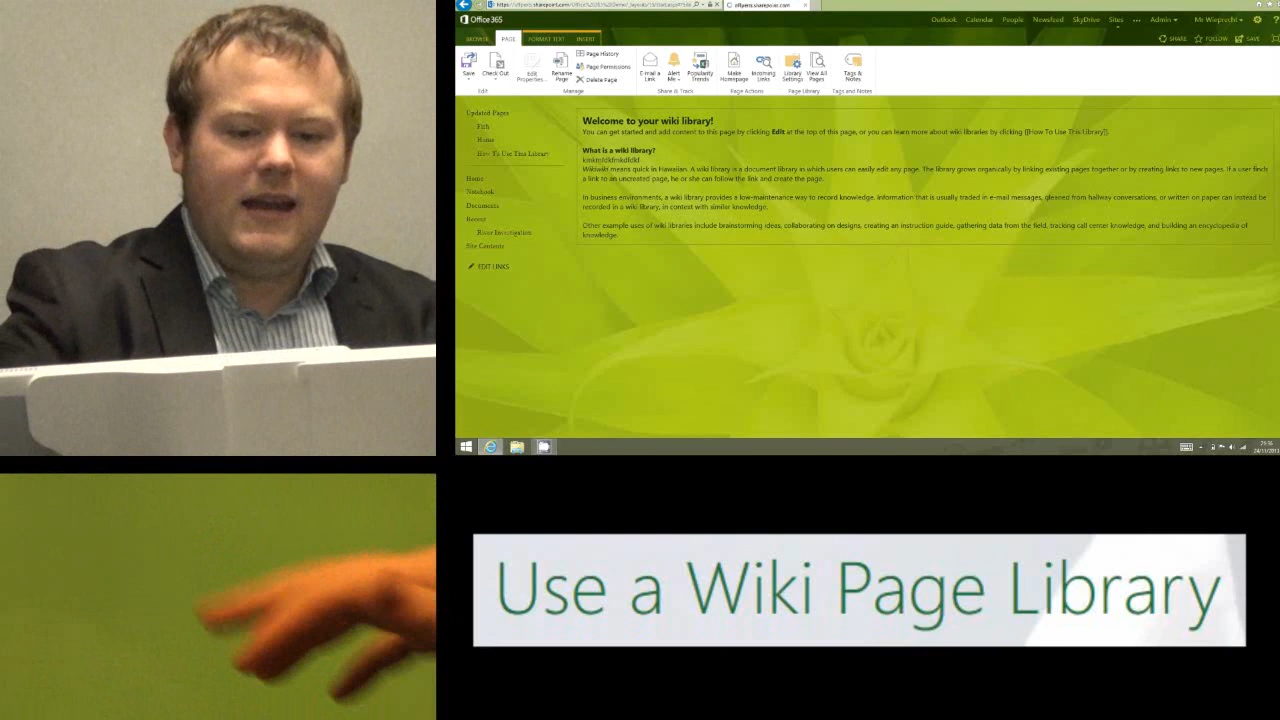 offpens.sharepoint.com
Office 365
Outlook Calendar People Newsfeed SkyDrive Sites ... Admin Mr Wieprecht ?
BROWSE PAGE FORMAT TEXT INSERT
SHARE FOLLOW SAVE
Save
Check Out
Edit Properties
Rename Page
Page History
Page Permissions
Delete Page
E-mail a Link
Alert Me
Popularity Trends
Make Homepage
Incoming Links
Library Settings
View All Pages
Tags & Notes
Edit Manage Share & Track Page Actions Page Library Tags and Notes
Updated Pages
Home
How To Use This Library
Home
Notebook
Documents
Recent
River Investigation
Site Contents
EDIT LINKS
Welcome to your wiki library!
You can get started and add content to this page by clicking Edit at the top of this page, or you can learn more about wiki libraries by clicking [[How To Use This Library]].
What is a wiki library?
Wikiwiki means quick in Hawaiian. A wiki library is a document library in which users can easily edit any page. The library grows organically by linking existing pages together or by creating links to new pages. If a user finds
a link to an uncreated page, he or she can follow the link and create the page.
In business environments, a wiki library provides a low-maintenance way to record knowledge. Information that is usually traded in e-mail messages, gleaned from hallway conversations, or written on paper can instead be
recorded in a wiki library, in context with similar knowledge.
Other example uses of wiki libraries include brainstorming ideas, collaborating on designs, creating an instruction guide, gathering data from the field, tracking call center knowledge, and building an encyclopedia of
knowledge.
24/11/2013
Use a Wiki Page Library